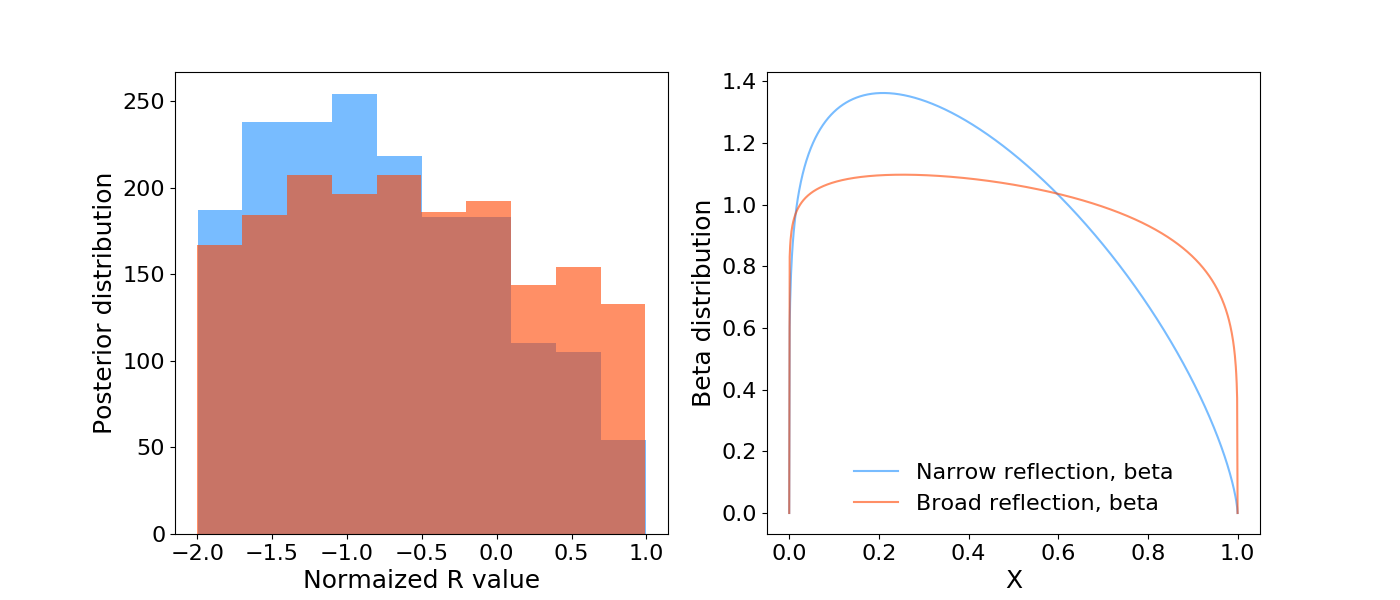 Posterior distribution
250
200
150
100
50
0
−2.0 −1.5 −1.0 −0.5 0.0 0.5 1.0
Normaized R value
Beta distribution
1.4
1.2
1.0
0.8
0.6
0.4
0.2
0.0
Narrow reflection, beta
Broad reflection, beta
0.0 0.2 0.4 0.6 0.8 1.0
X